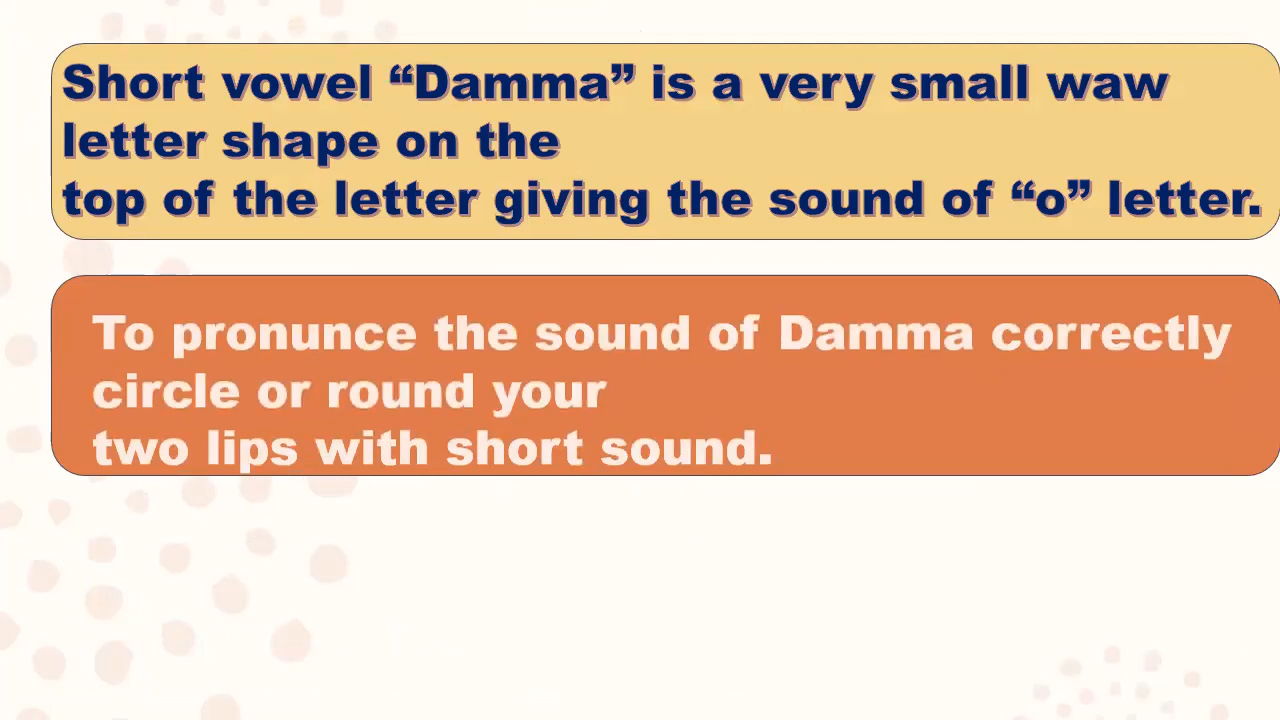 Short vowel “Damma” is a very small waw
letter shape on the
top of the letter giving the sound of “o” letter.
To pronunce the sound of Damma correctly
circle or round your
two lips with short sound.